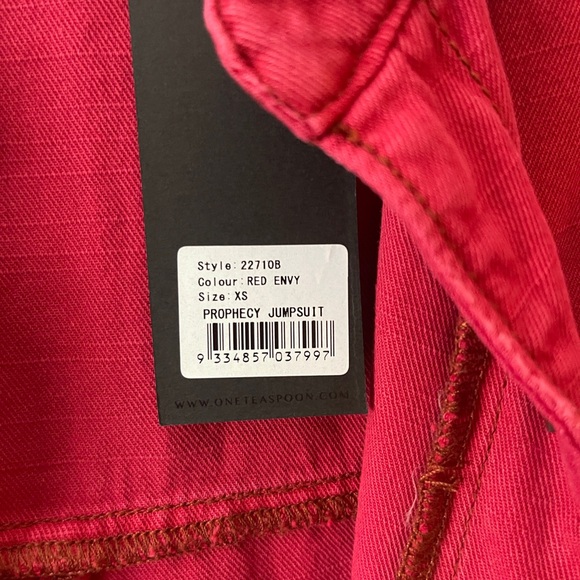 Style:22710B
Colour:RED ENVY
Size:XS
PROPHECY JUMPSUIT
9 334857 037997
WWW.ONETEASPOON.COM